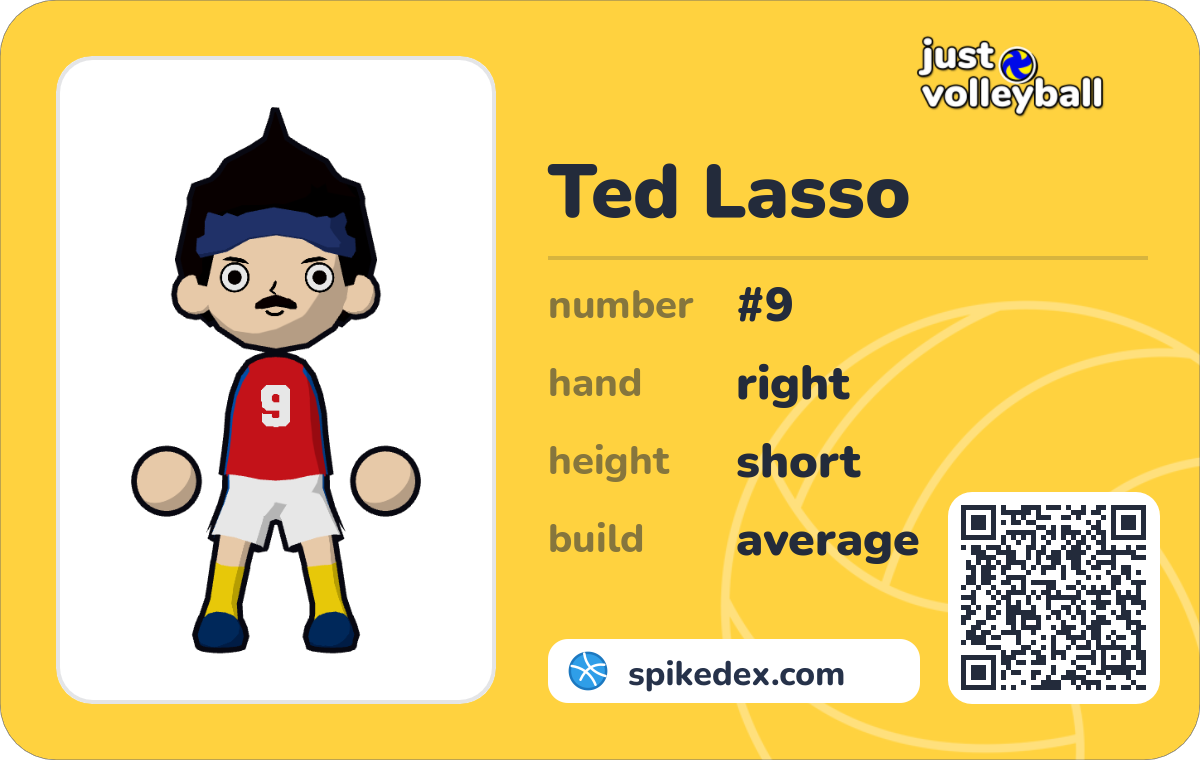 just
volleyball
Ted Lasso
number #9
hand right
height short
build average
9
spikedex.com